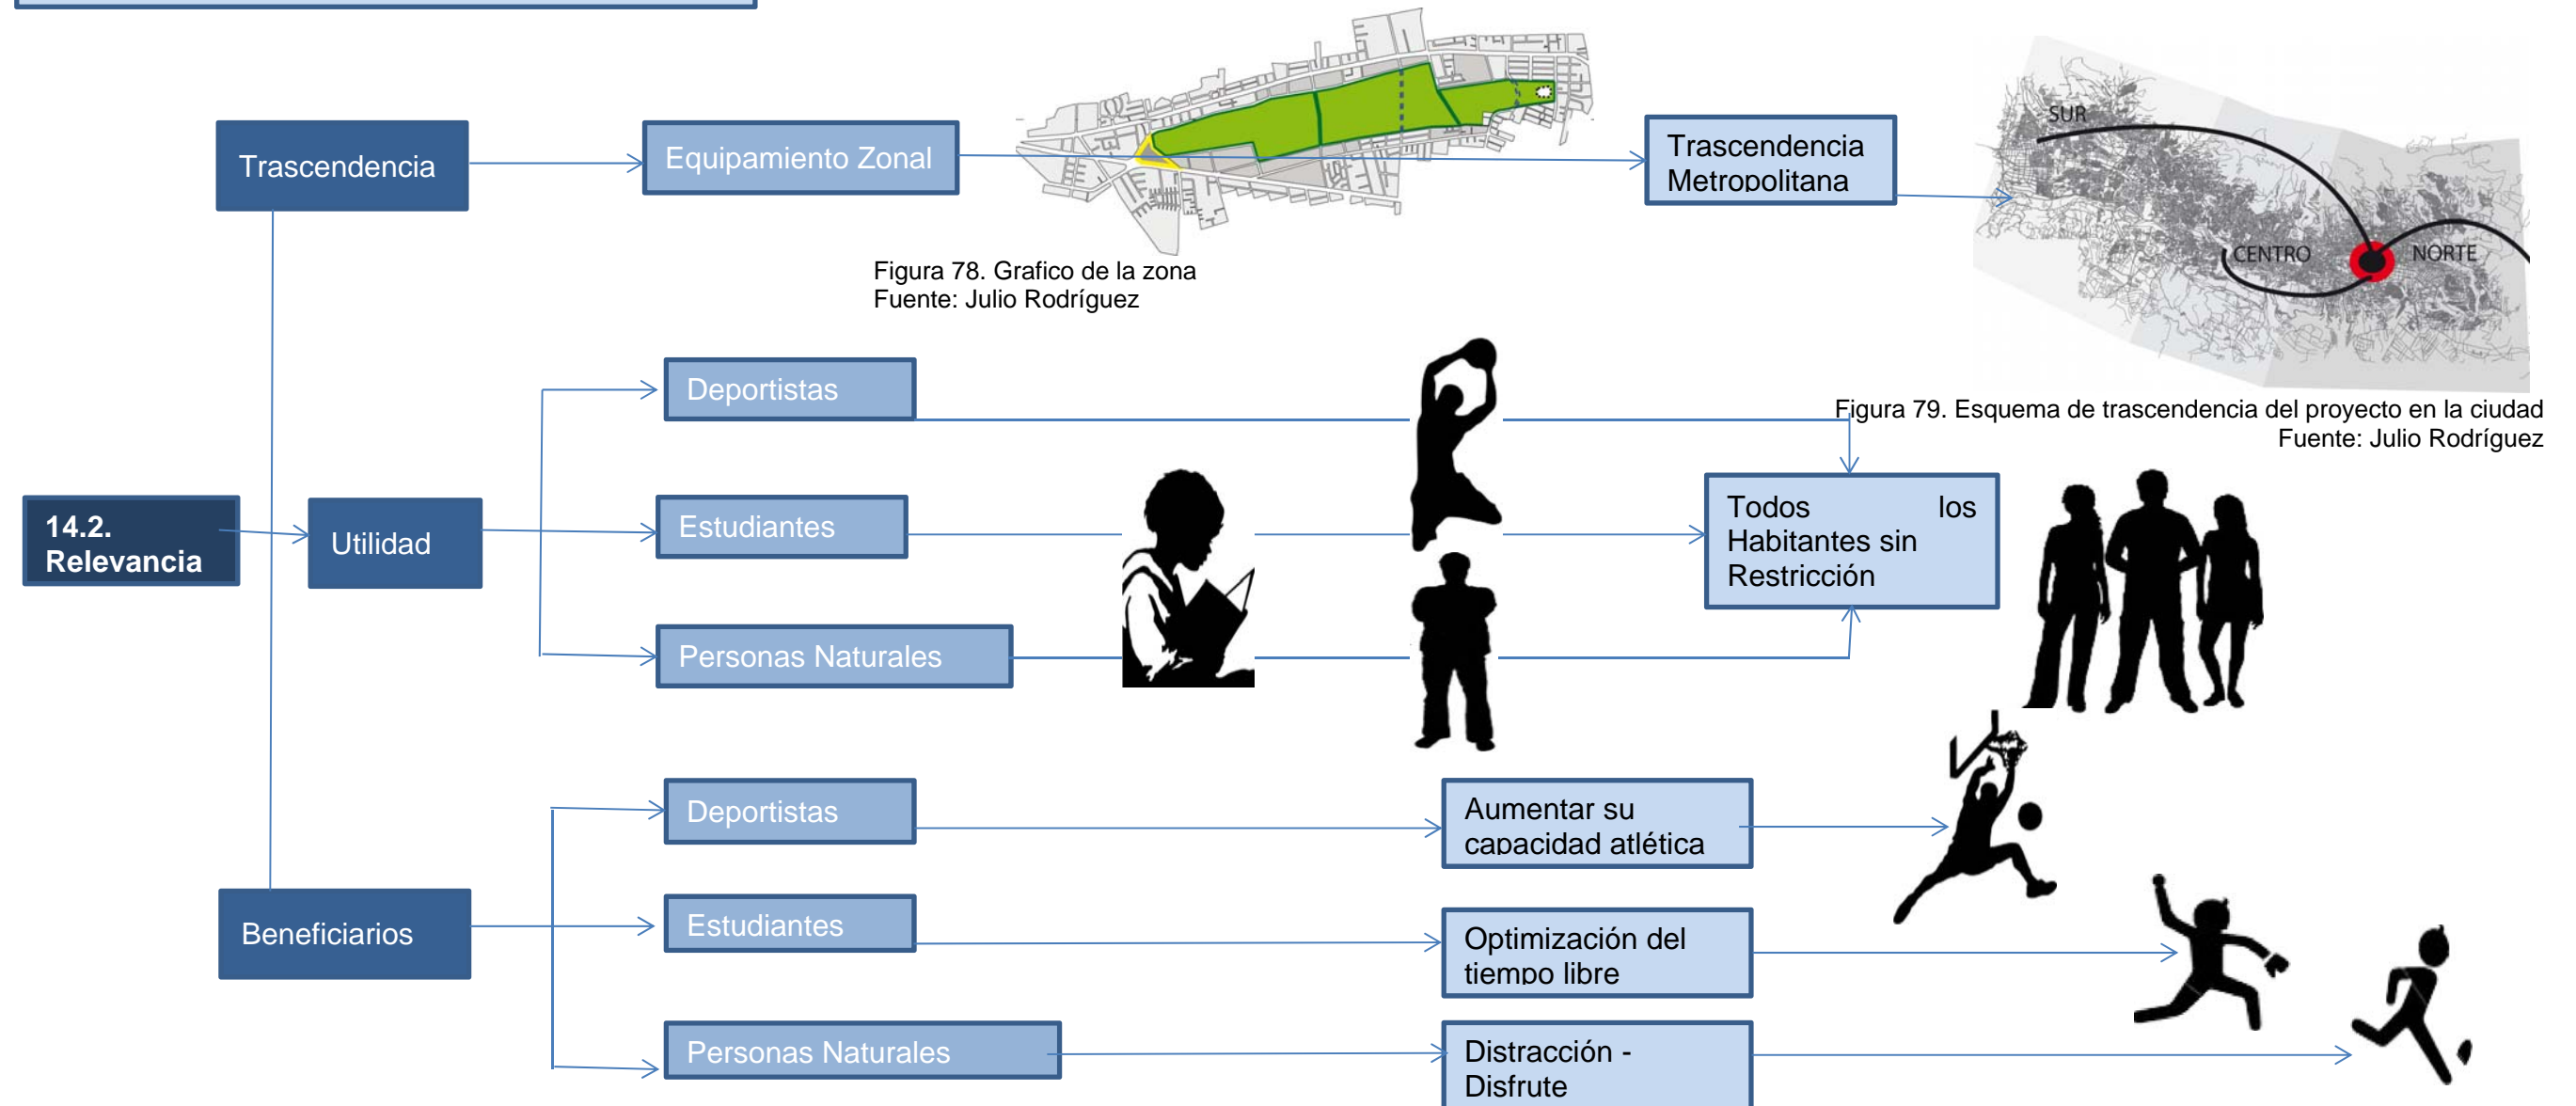 Trascendencia
Equipamiento Zonal
Trascendencia
Metropolitana
SUR
CENTRO
NORTE
Figura 78. Grafico de la zona
Fuente: Julio Rodríguez
Figura 79. Esquema de trascendencia del proyecto en la ciudad
Fuente: Julio Rodríguez
14.2.
Relevancia
Utilidad
Deportistas
Estudiantes
Personas Naturales
Todos los
Habitantes sin
Restricción
Beneficiarios
Deportistas
Aumentar su
capacidad atlética
Estudiantes
Optimización del
tiempo libre
Personas Naturales
Distracción -
Disfrute